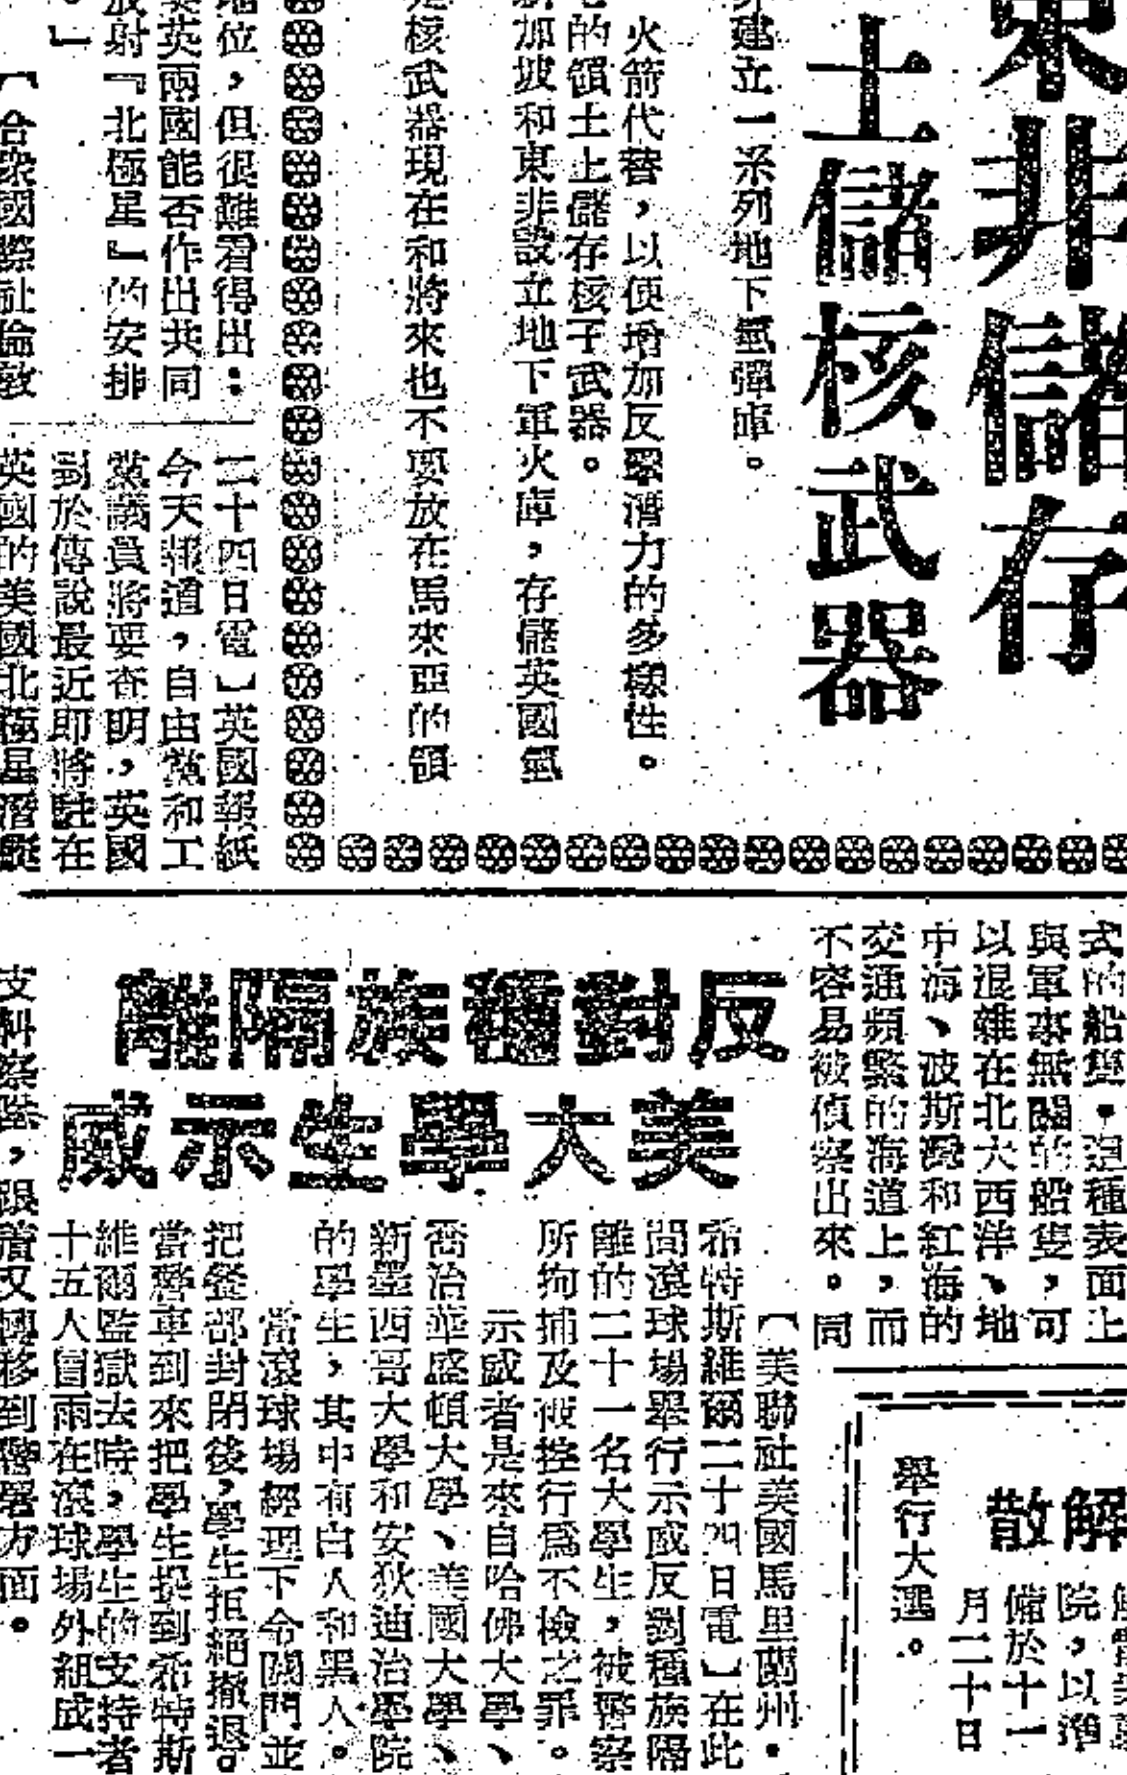 東非儲存
土儲核武器
建立一系列地下氫彈庫。
火箭代替，以便增加反擊潛力的多樣性。
的領土上儲存核子武器。
加坡和東非設立地下軍火庫，存儲英國氫
核武器現在和將來也不要放在馬來亞的領
地位，但很難看得出：
英兩國能否作出共同
放射『北極星』的安排
。」
【合眾國際社倫敦
二十四日電】英國報紙
今天報道，自由黨和工
黨議員將要查明，英國
到於傳說最近即將駐在
英國的美國北極星潛艇
式的船隻，這種表面上
與軍事無關的船隻，可
以退離在北大西洋、地
中海、波斯灣和紅海的
交通頻繁的海道上，而
不容易被偵察出來。同
反對種族隔離
美大學生示威
【美聯社美國馬里蘭州·
希特斯維爾二十四日電】在此
間滾球場舉行示威反對種族隔
離的二十一名大學生，被警察
所拘捕及被控行爲不檢之罪。
示威者是來自哈佛大學、
喬治華盛頓大學、美國大學、
新墨西哥大學和安狄迪治學院
的學生，其中有白人和黑人。
當滾球場經理下令關門並
把餐部封閉後，學生拒絕撤退。
當警車到來把學生捉到希特斯
維爾監獄去時，學生的支持者
十五人冒雨在滾球場外組成一
支糾察隊，跟着又轉移到警署方面。
解散
院，以準
備於十一
月二十日
舉行大選。